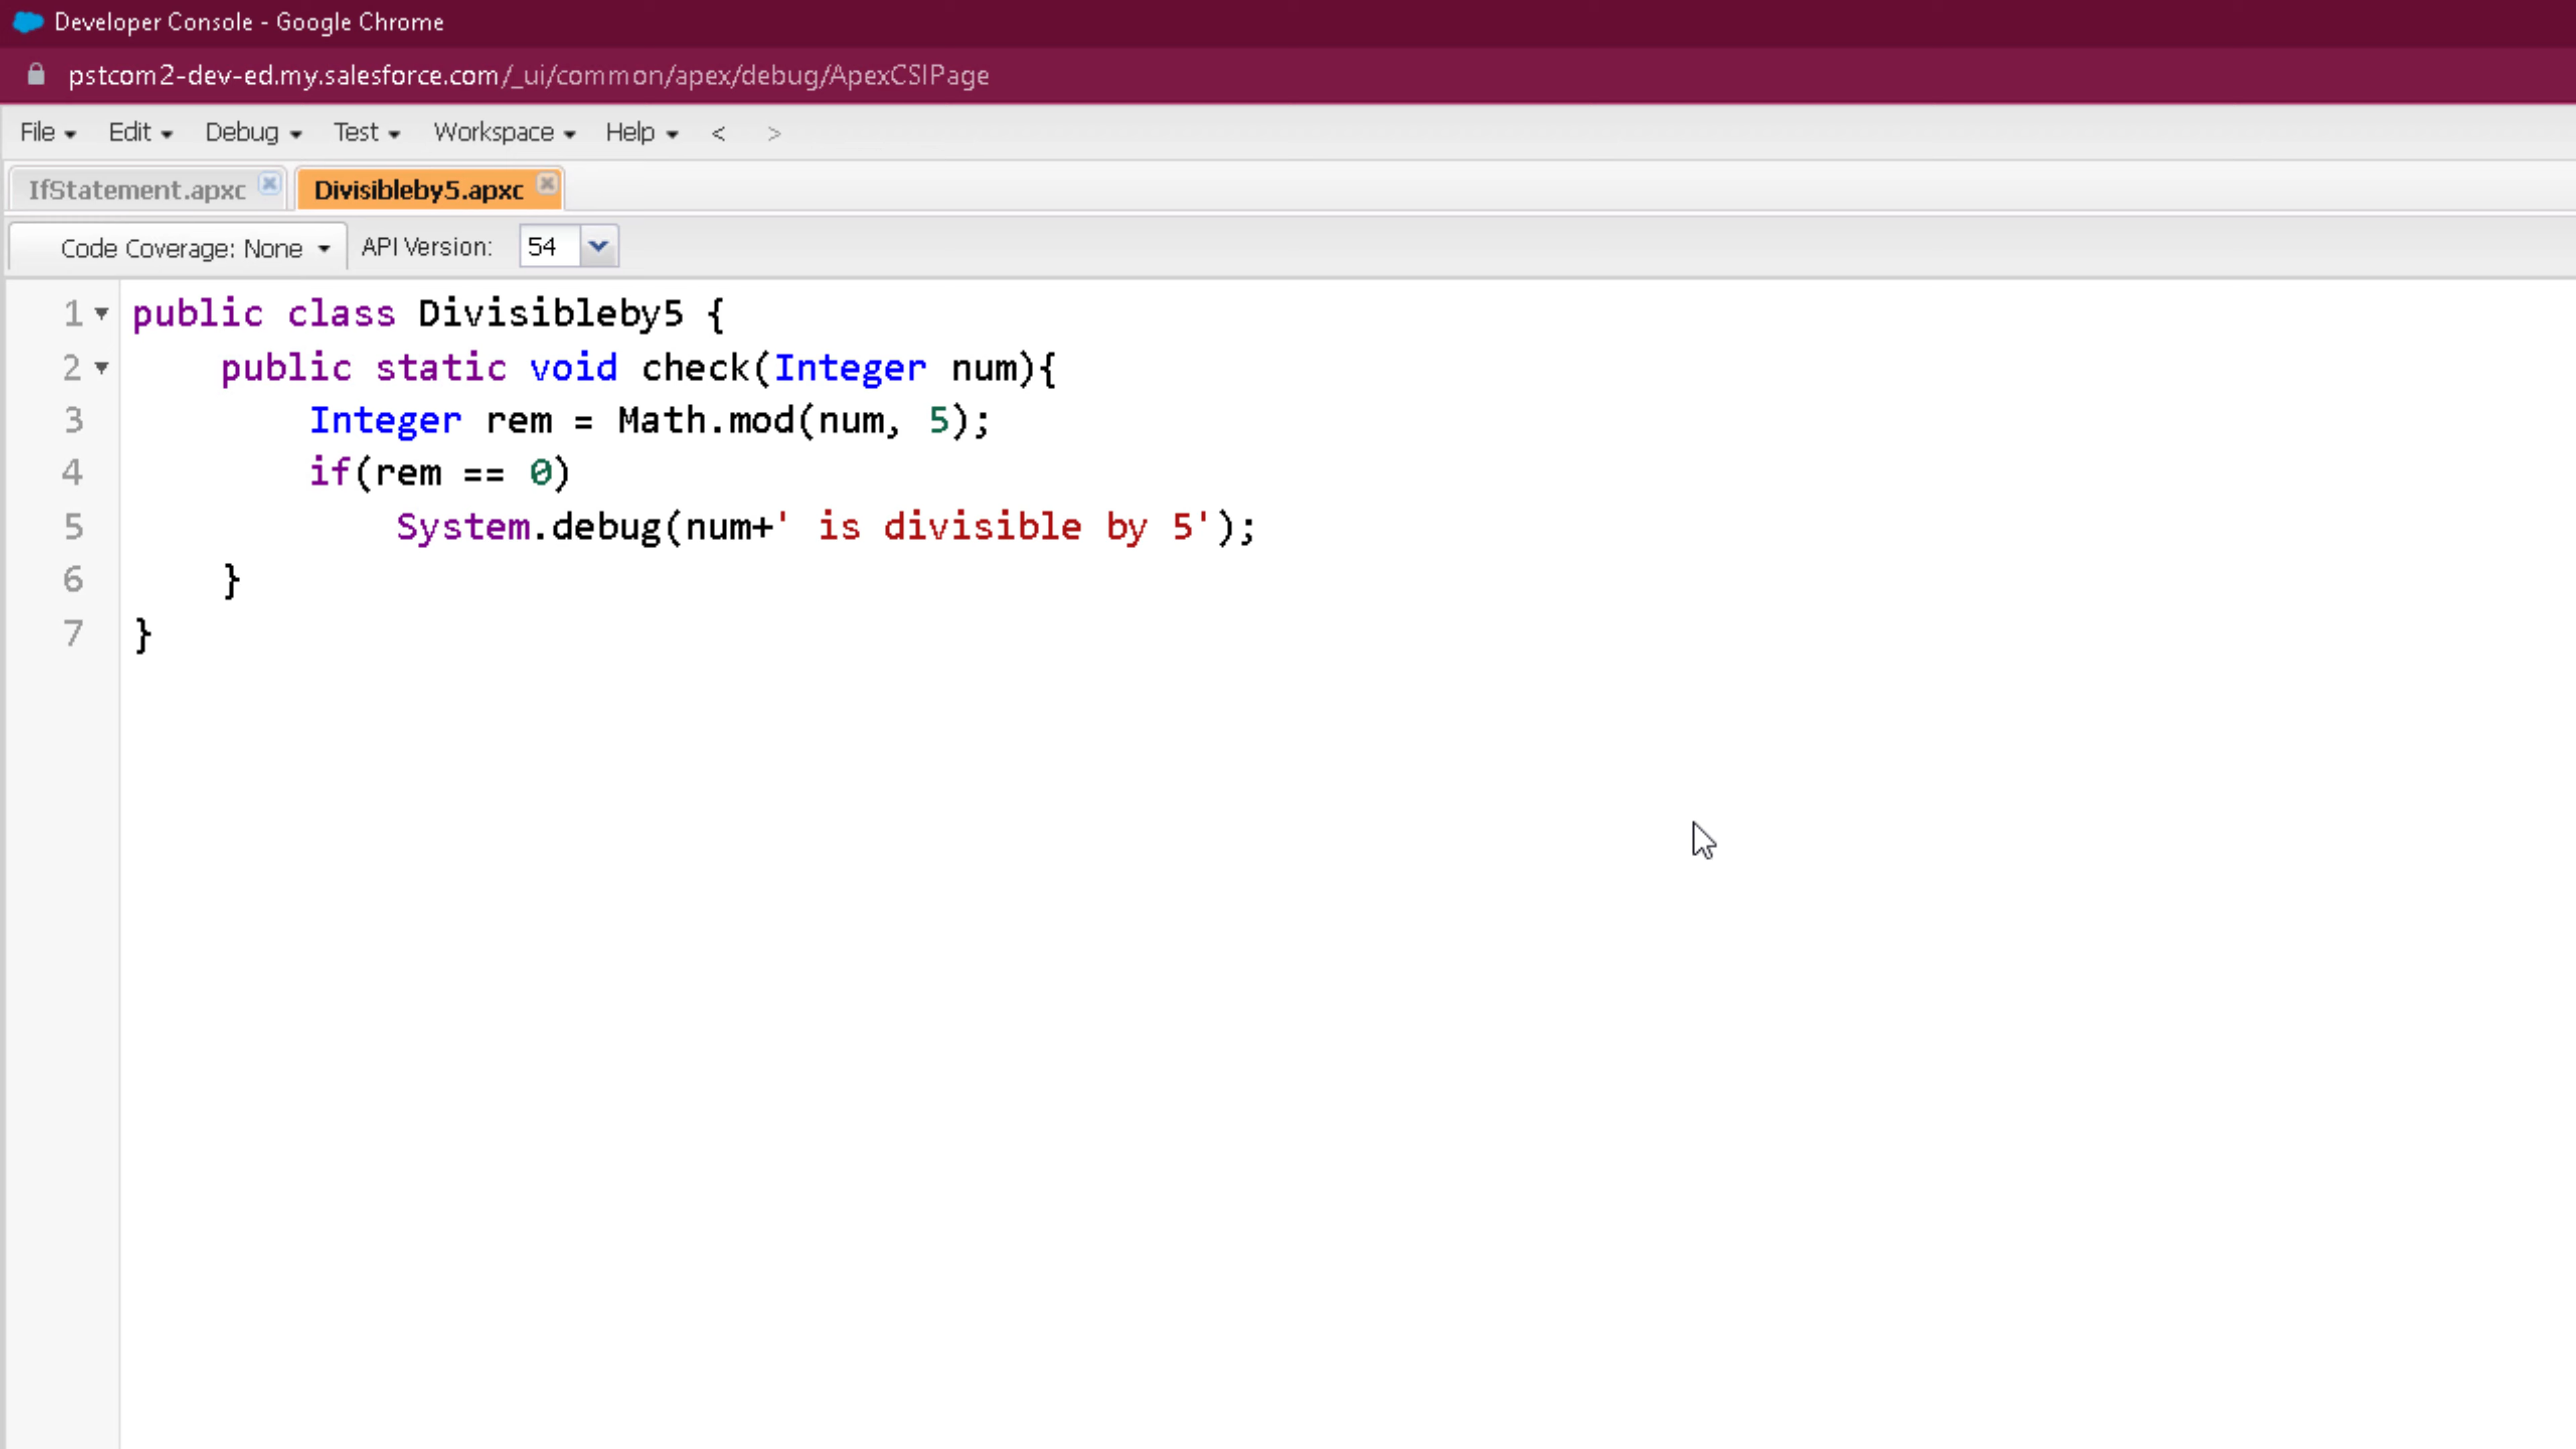 Developer Console - Google Chrome
pstcom2-dev-ed.my.salesforce.com/_ui/common/apex/debug/ApexCSIPage
File Edit Debug Test Workspace Help < >
IfStatement.apxc Divisibleby5.apxc
Code Coverage: None API Version: 54
1 public class Divisibleby5 {
2 public static void check(Integer num){
3 Integer rem = Math.mod(num, 5);
4 if(rem == 0)
5 System.debug(num+' is divisible by 5');
6 }
7 }